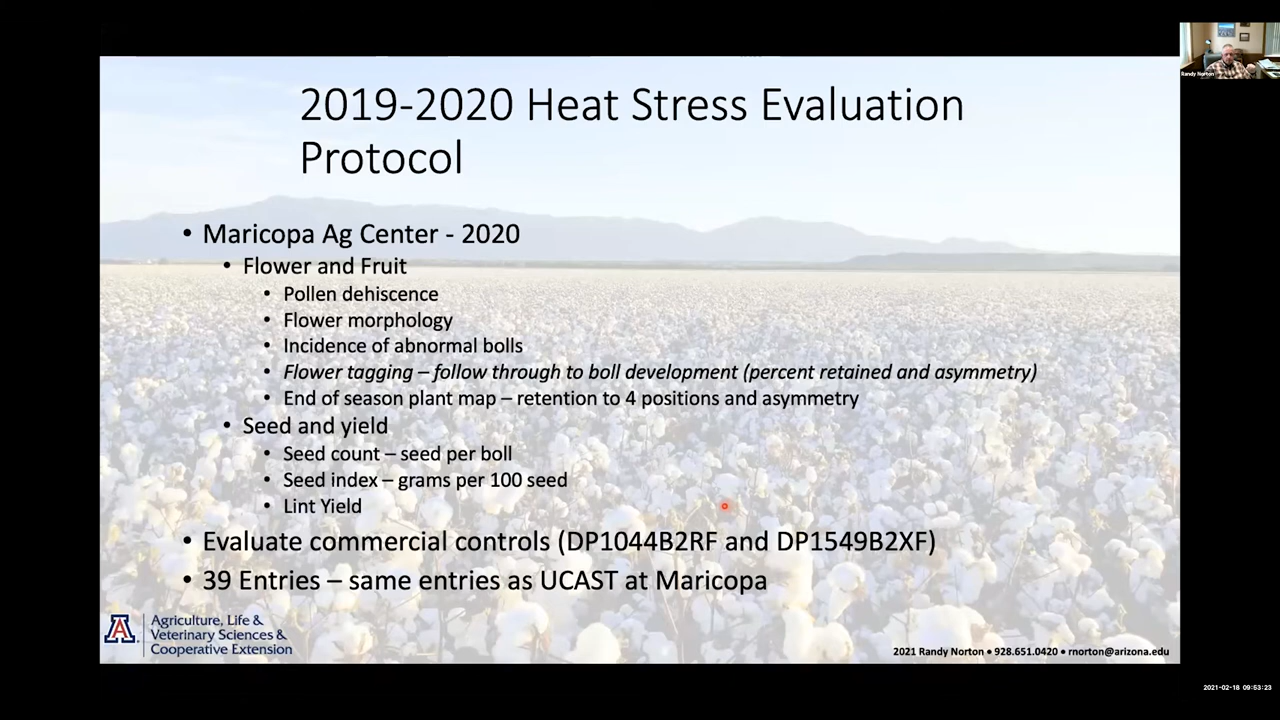 Randy Norton
2019-2020 Heat Stress Evaluation
Protocol
• Maricopa Ag Center - 2020
• Flower and Fruit
• Pollen dehiscence
• Flower morphology
• Incidence of abnormal bolls
• Flower tagging – follow through to boll development (percent retained and asymmetry)
• End of season plant map – retention to 4 positions and asymmetry
• Seed and yield
• Seed count – seed per boll
• Seed index – grams per 100 seed
• Lint Yield
• Evaluate commercial controls (DP1044B2RF and DP1549B2XF)
• 39 Entries – same entries as UCAST at Maricopa
A
Agriculture, Life &
Veterinary Sciences &
Cooperative Extension
2021 Randy Norton • 928.651.0420 • rnorton@arizona.edu
2021-02-18 09:53:23